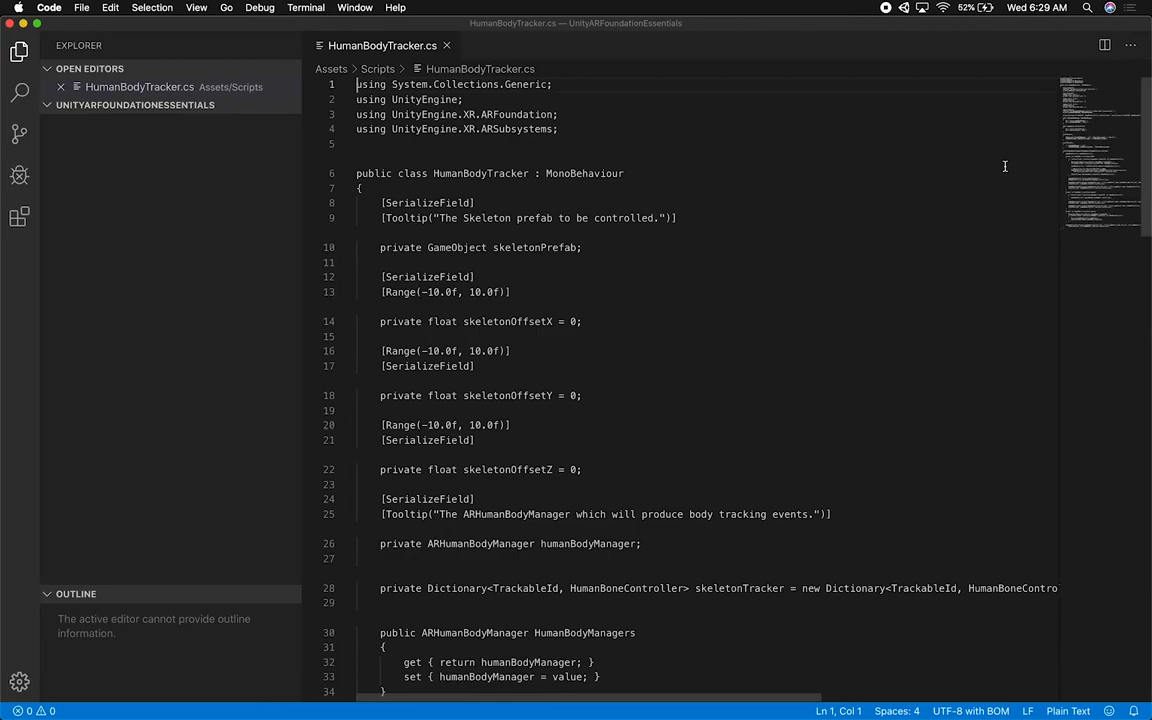 Code File Edit Selection View Go Debug Terminal Window Help 52% Wed 6:29 AM
HumanBodyTracker.cs — UnityARFoundationEssentials
EXPLORER
OPEN EDITORS
HumanBodyTracker.cs Assets/Scripts
UNITYARFOUNDATIONESSENTIALS
OUTLINE
The active editor cannot provide outline
information.
HumanBodyTracker.cs
Assets > Scripts > HumanBodyTracker.cs
1 using System.Collections.Generic;
2 using UnityEngine;
3 using UnityEngine.XR.ARFoundation;
4 using UnityEngine.XR.ARSubsystems;
5
6 public class HumanBodyTracker : MonoBehaviour
7 {
8 [SerializeField]
9 [Tooltip("The Skeleton prefab to be controlled.")]
10 private GameObject skeletonPrefab;
11
12 [SerializeField]
13 [Range(-10.0f, 10.0f)]
14 private float skeletonOffsetX = 0;
15
16 [Range(-10.0f, 10.0f)]
17 [SerializeField]
18 private float skeletonOffsetY = 0;
19
20 [Range(-10.0f, 10.0f)]
21 [SerializeField]
22 private float skeletonOffsetZ = 0;
23
24 [SerializeField]
25 [Tooltip("The ARHumanBodyManager which will produce body tracking events.")]
26 private ARHumanBodyManager humanBodyManager;
27
28 private Dictionary<TrackableId, HumanBoneController> skeletonTracker = new Dictionary<TrackableId, HumanBoneContro
29
30 public ARHumanBodyManager HumanBodyManagers
31 {
32 get { return humanBodyManager; }
33 set { humanBodyManager = value; }
34 }
0 0 Ln 1, Col 1 Spaces: 4 UTF-8 with BOM LF Plain Text